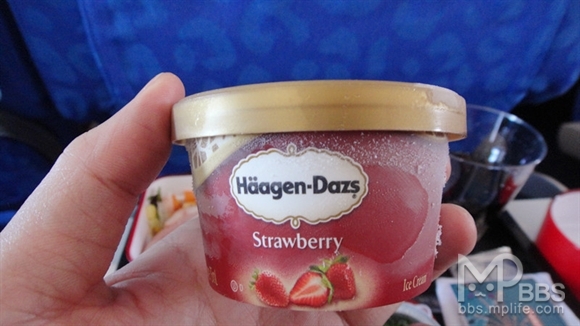 Häagen-Dazs
Strawberry
Ice Cream
MP BBS
bbs.mplife.com